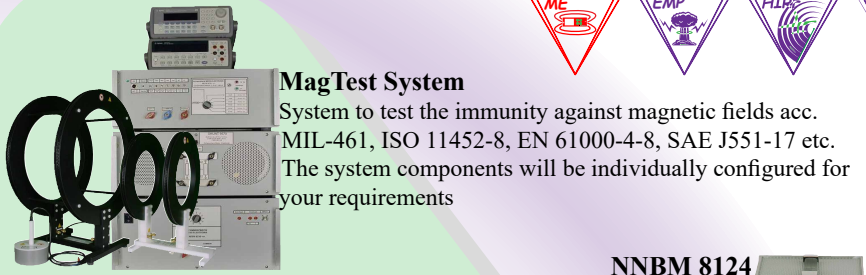 ME
EMP
HIRF
MagTest System
System to test the immunity against magnetic fields acc.
MIL-461, ISO 11452-8, EN 61000-4-8, SAE J551-17 etc.
The system components will be individually configured for
your requirements
NNBM 8124